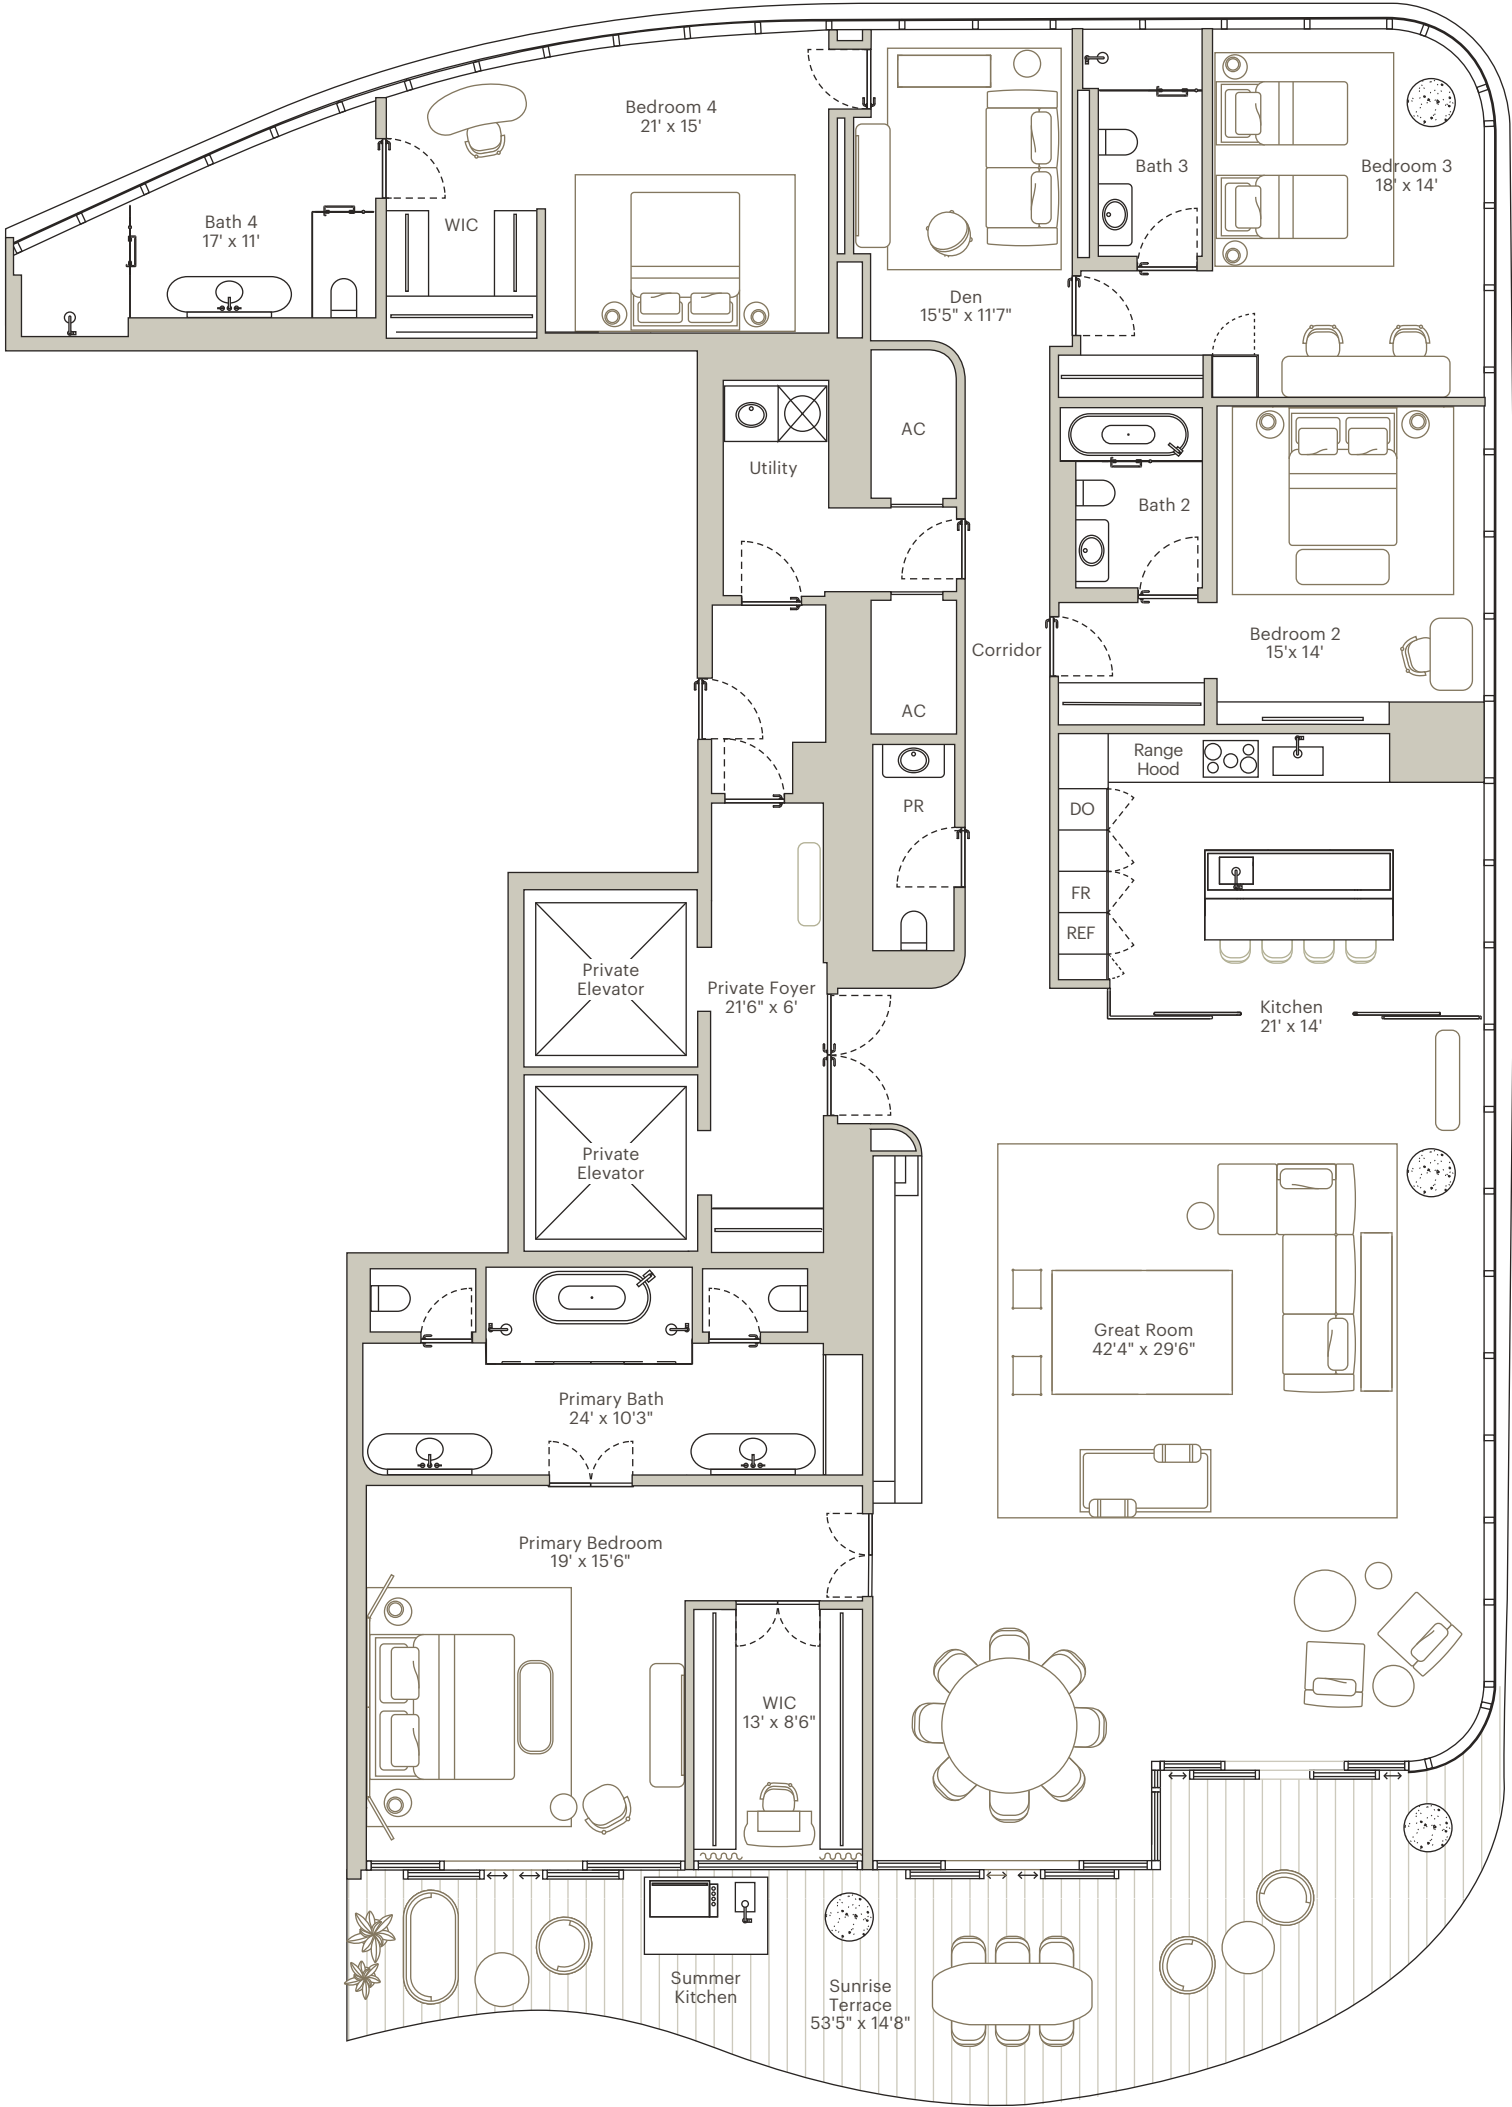 Bedroom 4
21' x 15'
Bath 4
17' x 11'
WIC
Den
15'5" x 11'7"
Bath 3
Bedroom 3
18' x 14'
AC
Utility
Bath 2
Bedroom 2
15'x 14'
Corridor
AC
Range
Hood
PR
DO
FR
REF
Private
Elevator
Private Foyer
21'6" x 6'
Kitchen
21' x 14'
Private
Elevator
Great Room
42'4" x 29'6"
Primary Bath
24' x 10'3"
Primary Bedroom
19' x 15'6"
WIC
13' x 8'6"
Summer
Kitchen
Sunrise
Terrace
53'5" x 14'8"